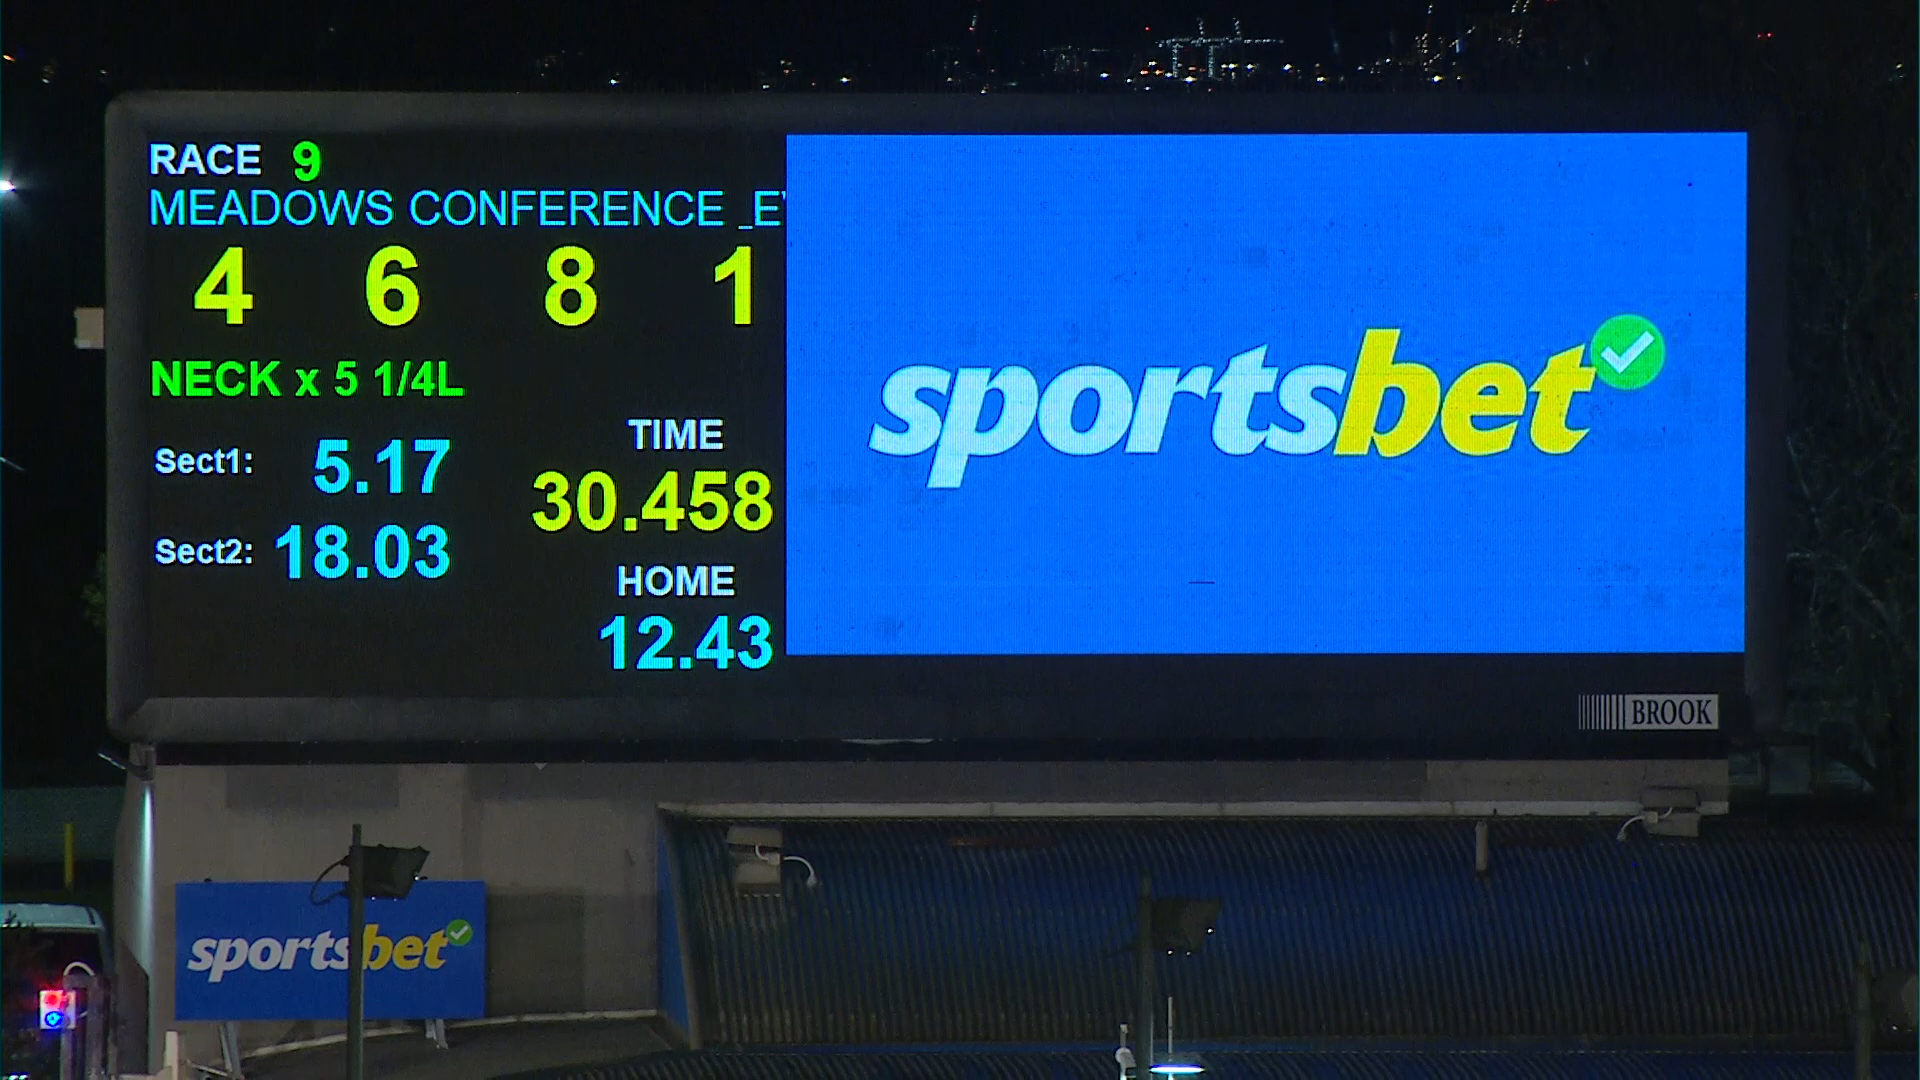 RACE 9
MEADOWS CONFERENCE _E
4 6 8 1
NECK x 5 1/4L
TIME
Sect1: 5.17
30.458
Sect2: 18.03
HOME
12.43
sportsbet
BROOK
sportsbet